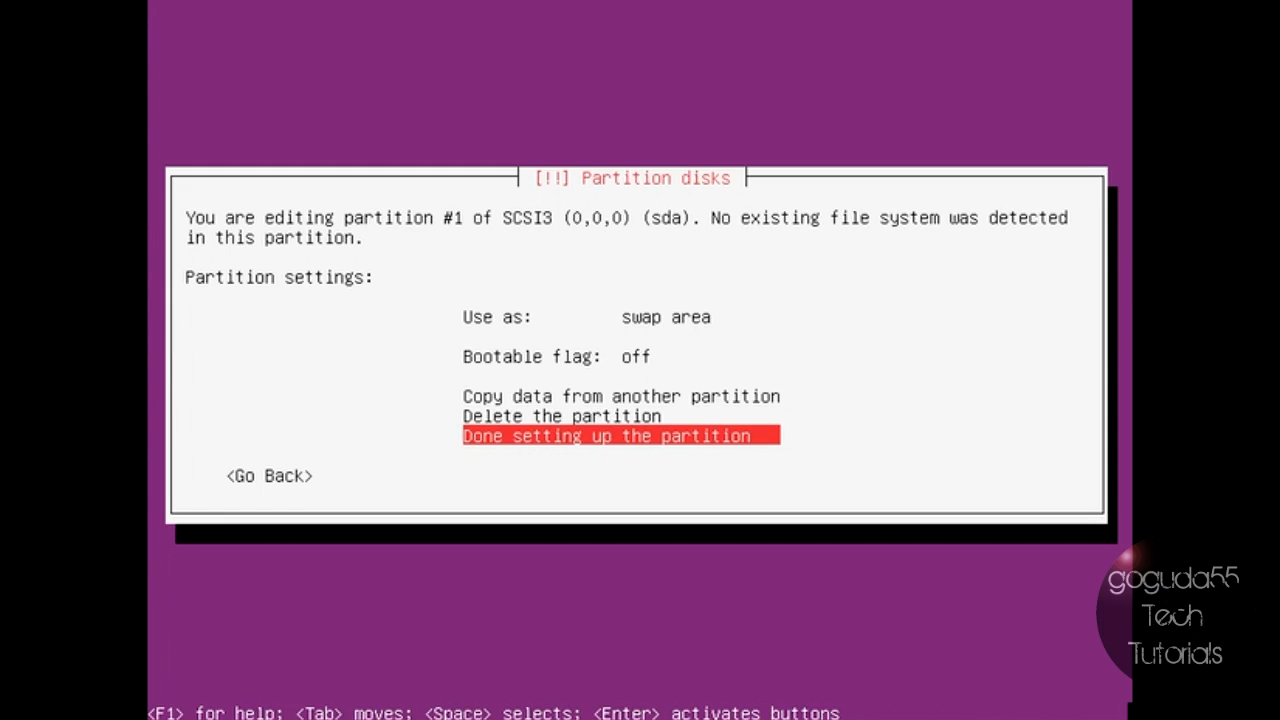 [!!] Partition disks
You are editing partition #1 of SCSI3 (0,0,0) (sda). No existing file system was detected
in this partition.
Partition settings:
Use as: swap area
Bootable flag: off
Copy data from another partition
Delete the partition
Done setting up the partition
<Go Back>
goguda55
Tech
Tutorials
<F1> for help; <Tab> moves; <Space> selects; <Enter> activates buttons